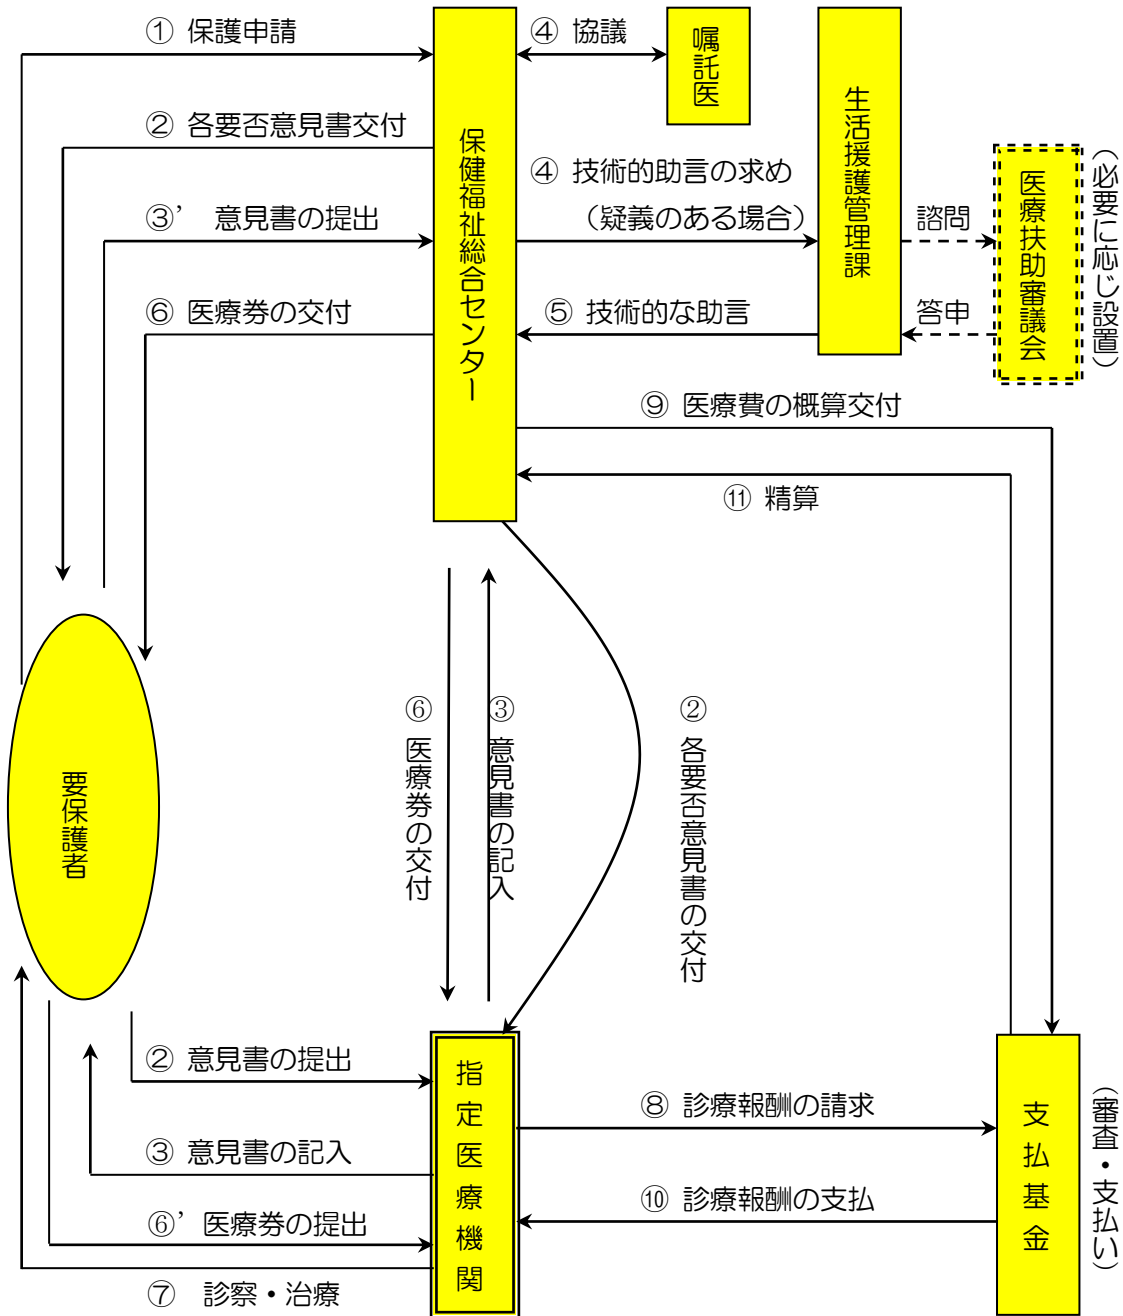 ① 保護申請
④ 協議
嘱託医
② 各要否意見書交付
保健福祉総合センター
④ 技術的助言の求め
(疑義のある場合)
生活援護管理課
諮問
医療扶助審議会
(必要に応じ設置)
③’ 意見書の提出
⑥ 医療券の交付
⑤ 技術的な助言
答申
⑨ 医療費の概算交付
⑪ 精算
要保護者
⑥ 医療券の交付
③ 意見書の記入
② 各要否意見書の交付
② 意見書の提出
③ 意見書の記入
⑥’ 医療券の提出
⑦ 診察・治療
指定医療機関
⑧ 診療報酬の請求
⑩ 診療報酬の支払
支払基金
(審査・支払い)